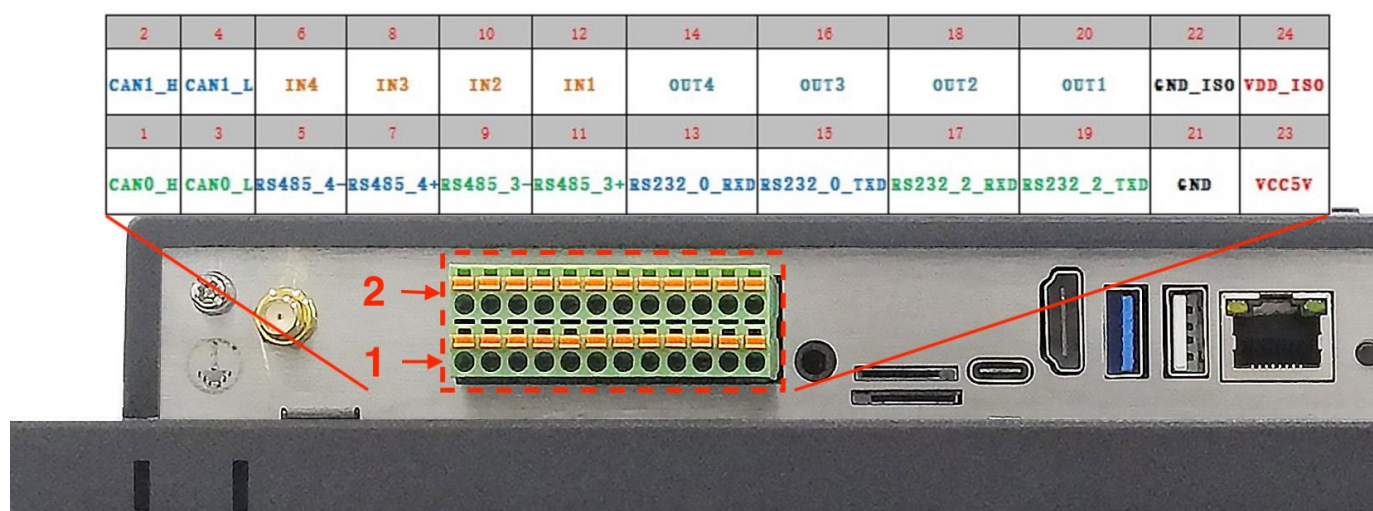 2 4 6 8 10 12 14 16 18 20 22 24
CAN1_H CAN1_L IN4 IN3 IN2 IN1 OUT4 OUT3 OUT2 OUT1 GND_ISO VDD_ISO
1 3 5 7 9 11 13 15 17 19 21 23
CAN0_H CAN0_L RS485_4- RS485_4+ RS485_3- RS485_3+ RS232_0_RXD RS232_0_TXD RS232_2_RXD RS232_2_TXD GND VCC5V
2
1